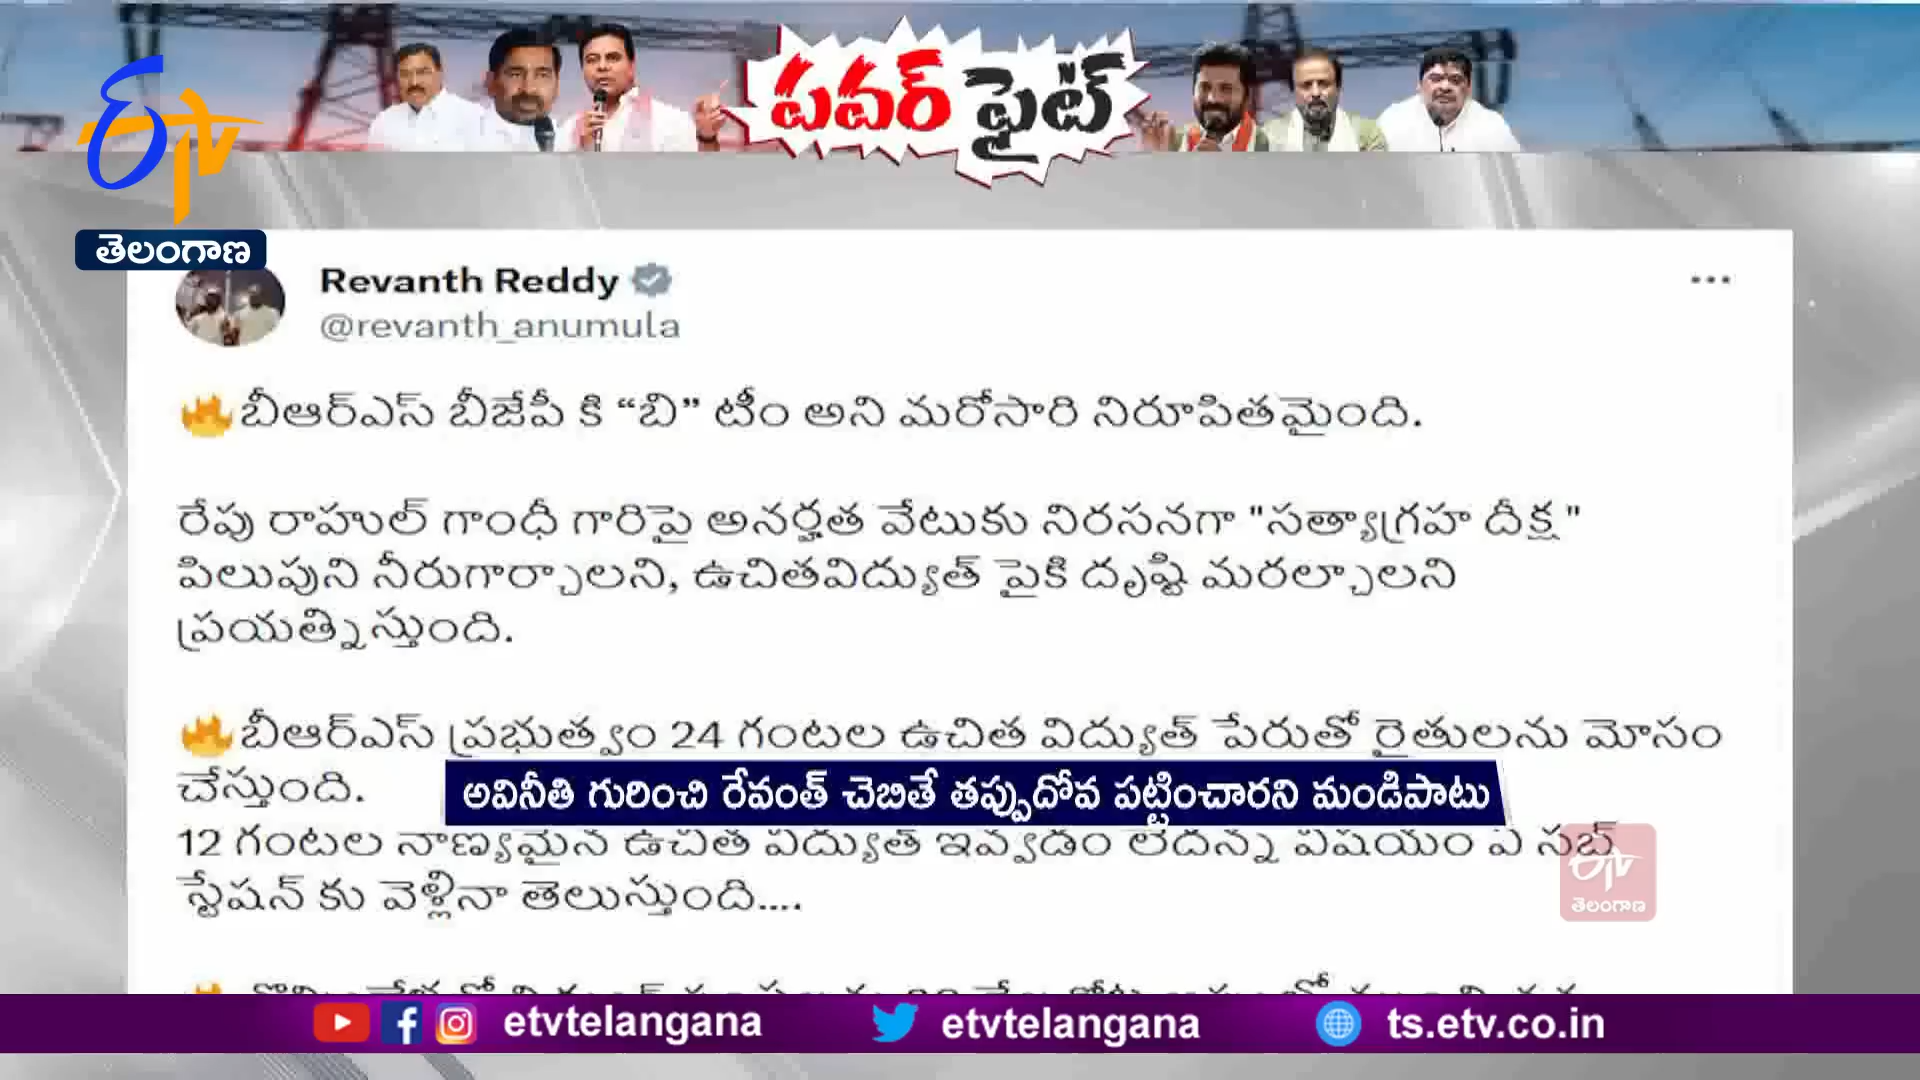 పవర్ ఫైట్
ETV
తెలంగాణ
Revanth Reddy
@revanth_anumula
బీఆర్ఎస్ బీజేపీ కి “బి” టీం అని మరోసారి నిరూపితమైంది.
రేపు రాహుల్ గాంధీ గారిపై అనర్హత వేటుకు నిరసనగా "సత్యాగ్రహ దీక్ష"
పిలుపుని నీరుగార్చాలని, ఉచితవిద్యుత్ పైకి దృష్టి మరల్చాలని
ప్రయత్నిస్తుంది.
బీఆర్ఎస్ ప్రభుత్వం 24 గంటల ఉచిత విద్యుత్ పేరుతో రైతులను మోసం
చేస్తుంది.
అవినీతి గురించి రేవంత్ చెబితే తప్పుదోవ పట్టించారని మండిపాటు
12 గంటల నాణ్యమైన ఉచిత విద్యుత్ ఇవ్వడం లేదన్న విషయం ఏ సబ్
స్టేషన్ కు వెళ్లినా తెలుస్తుంది....
ETV
తెలంగాణ
etvtelangana
etvtelangana
ts.etv.co.in